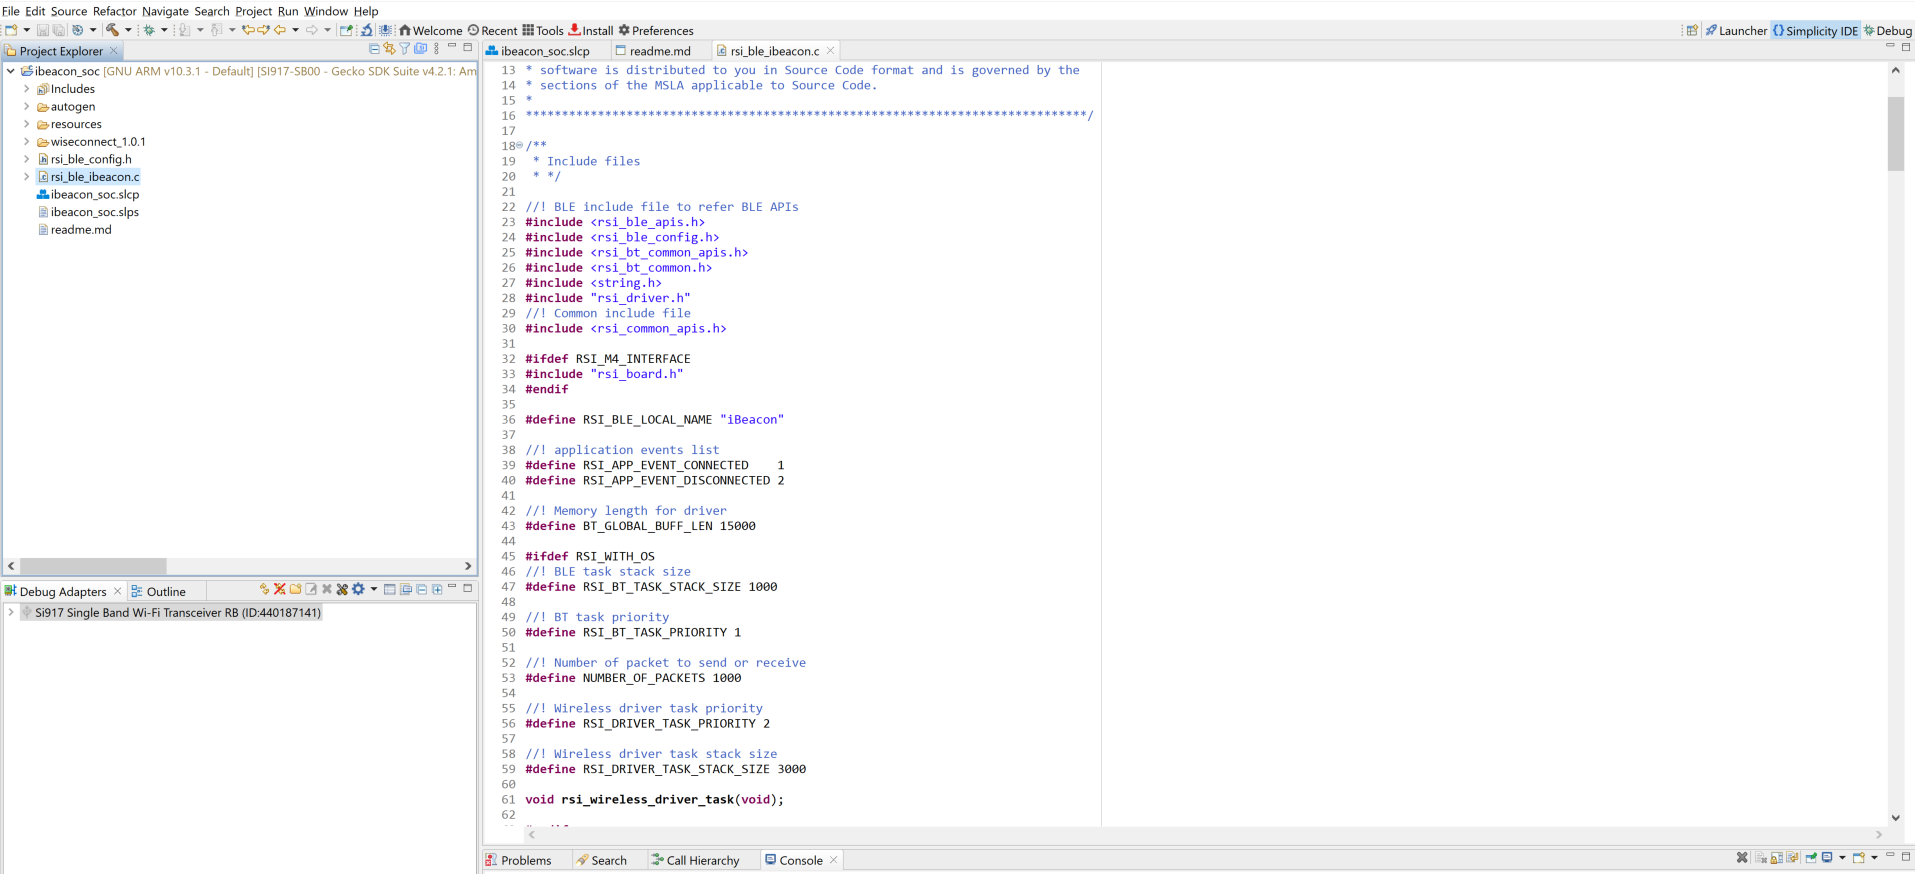 File Edit Source Refactor Navigate Search Project Run Window Help
Welcome Recent Tools Install Preferences Launcher {} Simplicity IDE Debug
Project Explorer
ibeacon_soc [GNU ARM v10.3.1 - Default] [SI917-SB00 - Gecko SDK Suite v4.2.1: Am
Includes
autogen
resources
wiseconnect_1.0.1
rsi_ble_config.h
rsi_ble_ibeacon.c
ibeacon_soc.slcp
ibeacon_soc.slps
readme.md
Debug Adapters Outline
Si917 Single Band Wi-Fi Transceiver RB (ID:440187141)
ibeacon_soc.slcp readme.md rsi_ble_ibeacon.c
13 * software is distributed to you in Source Code format and is governed by the
14 * sections of the MSLA applicable to Source Code.
15 *
16 ******************************************************************************/
17
18 /**
19 * Include files
20 * */
21
22 //! BLE include file to refer BLE APIs
23 #include <rsi_ble_apis.h>
24 #include <rsi_ble_config.h>
25 #include <rsi_bt_common_apis.h>
26 #include <rsi_bt_common.h>
27 #include <string.h>
28 #include "rsi_driver.h"
29 //! Common include file
30 #include <rsi_common_apis.h>
31
32 #ifdef RSI_M4_INTERFACE
33 #include "rsi_board.h"
34 #endif
35
36 #define RSI_BLE_LOCAL_NAME "iBeacon"
37
38 //! application events list
39 #define RSI_APP_EVENT_CONNECTED 1
40 #define RSI_APP_EVENT_DISCONNECTED 2
41
42 //! Memory length for driver
43 #define BT_GLOBAL_BUFF_LEN 15000
44
45 #ifdef RSI_WITH_OS
46 //! BLE task stack size
47 #define RSI_BT_TASK_STACK_SIZE 1000
48
49 //! BT task priority
50 #define RSI_BT_TASK_PRIORITY 1
51
52 //! Number of packet to send or receive
53 #define NUMBER_OF_PACKETS 1000
54
55 //! Wireless driver task priority
56 #define RSI_DRIVER_TASK_PRIORITY 2
57
58 //! Wireless driver task stack size
59 #define RSI_DRIVER_TASK_STACK_SIZE 3000
60
61 void rsi_wireless_driver_task(void);
62
Problems Search Call Hierarchy Console